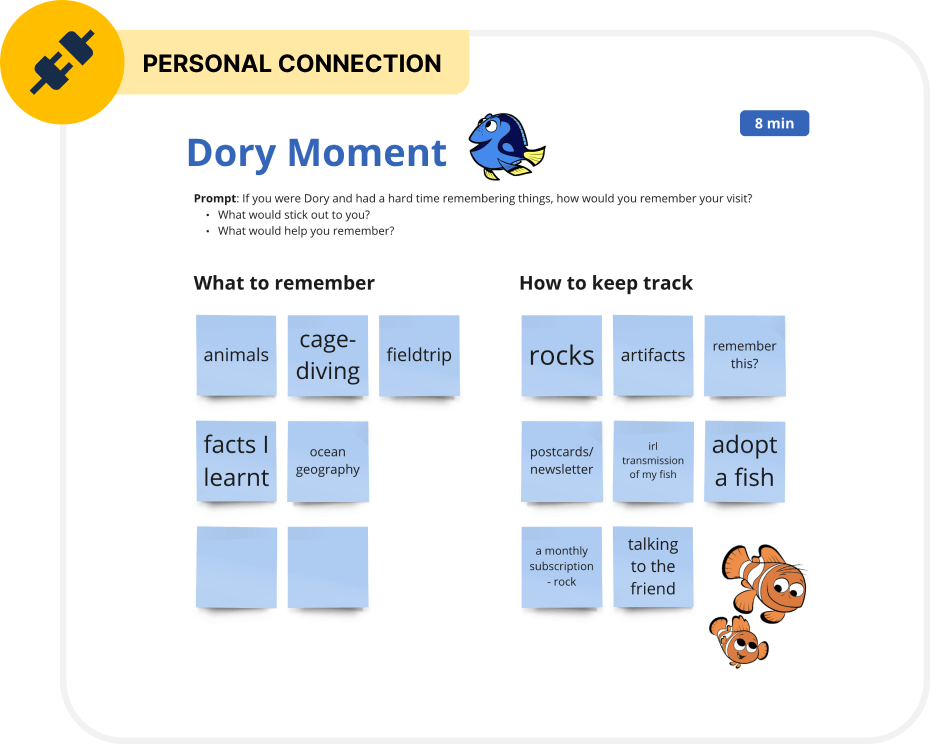 PERSONAL CONNECTION
8 min
Dory Moment
Prompt: If you were Dory and had a hard time remembering things, how would you remember your visit?
• What would stick out to you?
• What would help you remember?
What to remember
animals
cage-
diving
fieldtrip
facts I
learnt
ocean
geography
How to keep track
rocks
artifacts
remember
this?
postcards/
newsletter
irl
transmission
of my fish
adopt
a fish
a monthly
subscription
- rock
talking
to the
friend